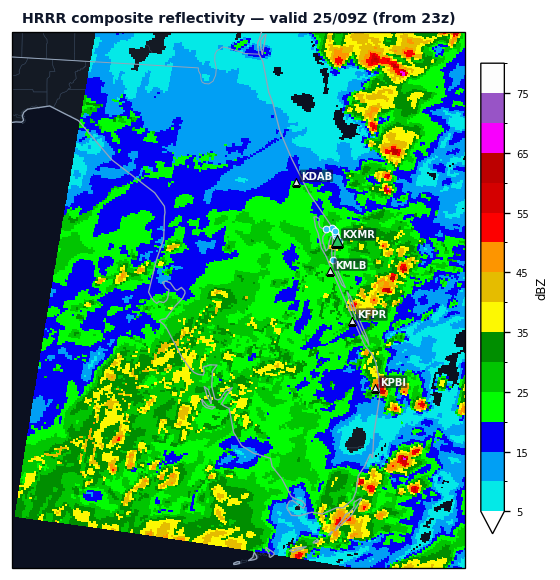 HRRR composite reflectivity — valid 25/09Z (from 23z)
KDAB
KXMR
KMLB
KFPR
KPBI
75
65
55
45
35
25
15
5
dBZ